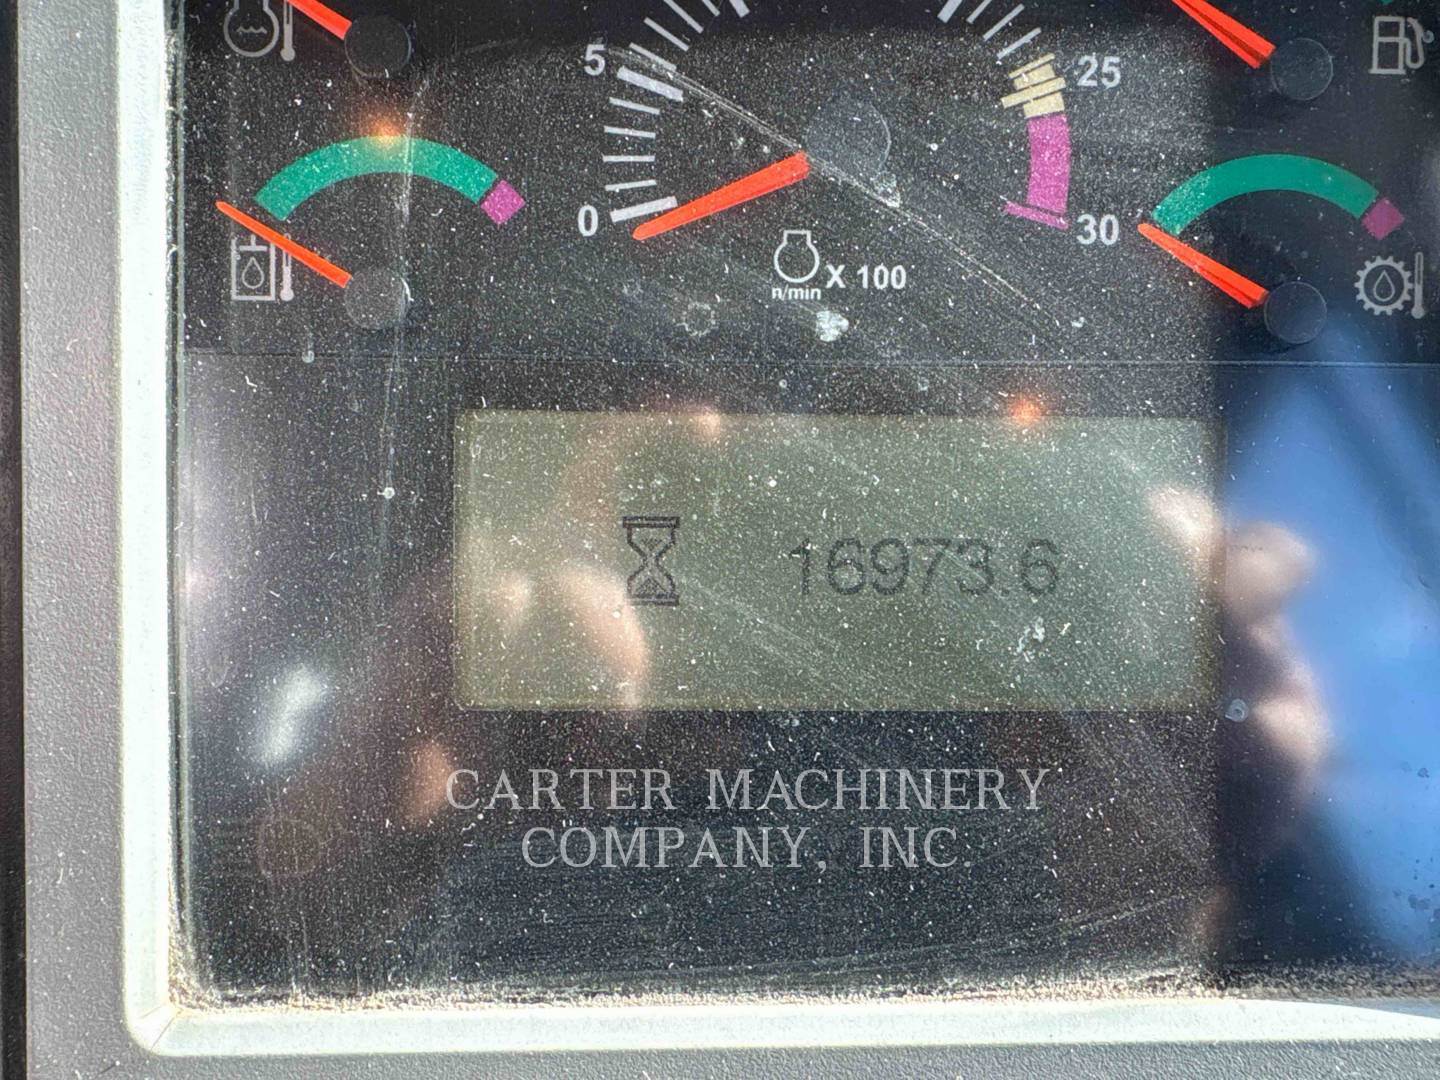 5
25
0
30
X 100
n/min
16973.6
CARTER MACHINERY
COMPANY, INC.